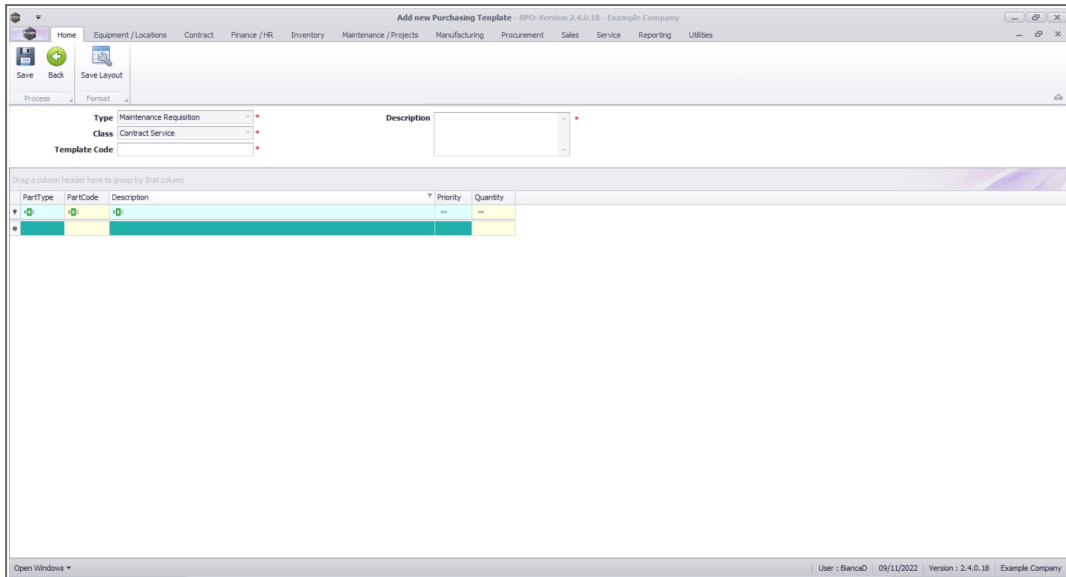 Add new Purchasing Tenplate - BPO: Version 2.4.0.18 - Example Company
Home Equipment / Locations Contract Finance / HR Inventory Maintenance / Projects Manufacturing Procurement Sales Service Reporting Utilities
Save Back Save Layout
Process Format
Type Maintenance Requisition * Description *
Class Contract Service *
Template Code *
Drag a column header here to group by that column
PartType PartCode Description Priority Quantity
Open Windows User : BiancaD 09/11/2022 Version : 2.4.0.18 Example Company